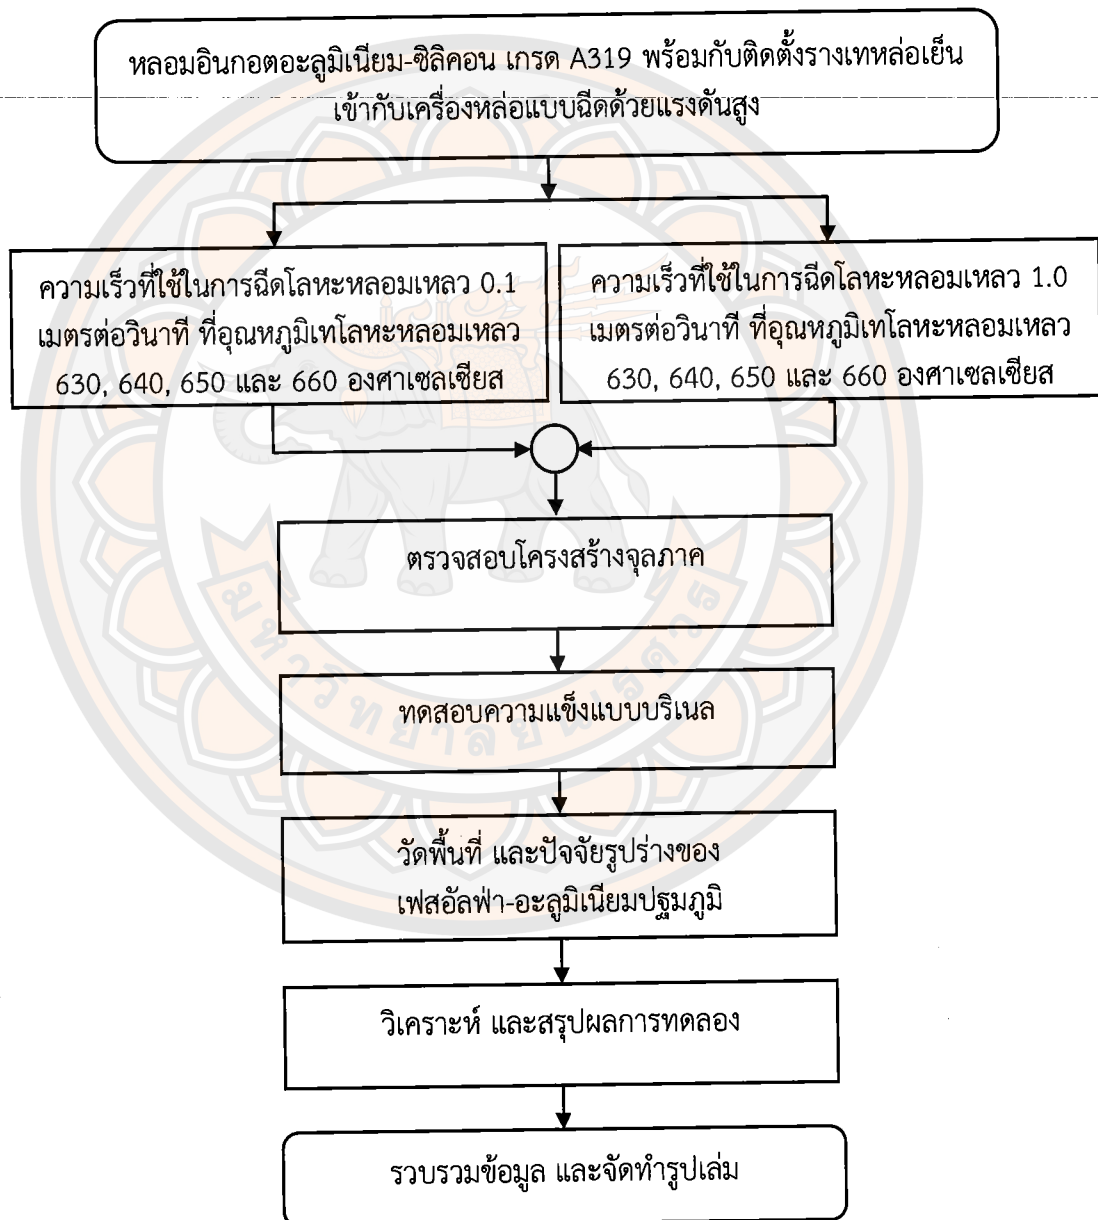 หลอมอินกอตอะลูมิเนียม-ซิลิคอน เกรด A319 พร้อมกับติดตั้งรางเทหล่อเย็น
เข้ากับเครื่องหล่อแบบฉีดด้วยแรงดันสูง
ความเร็วที่ใช้ในการฉีดโลหะหลอมเหลว 0.1
เมตรต่อวินาที ที่อุณหภูมิเทโลหะหลอมเหลว
630, 640, 650 และ 660 องศาเซลเซียส
ความเร็วที่ใช้ในการฉีดโลหะหลอมเหลว 1.0
เมตรต่อวินาที ที่อุณหภูมิเทโลหะหลอมเหลว
630, 640, 650 และ 660 องศาเซลเซียส
ตรวจสอบโครงสร้างจุลภาค
ทดสอบความแข็งแบบบริเนล
วัดพื้นที่ และปัจจัยรูปร่างของ
เฟสอัลฟ่า-อะลูมิเนียมปฐมภูมิ
วิเคราะห์ และสรุปผลการทดลอง
รวบรวมข้อมูล และจัดทำรูปเล่ม
มหาวิทยาลัยนเรศวร